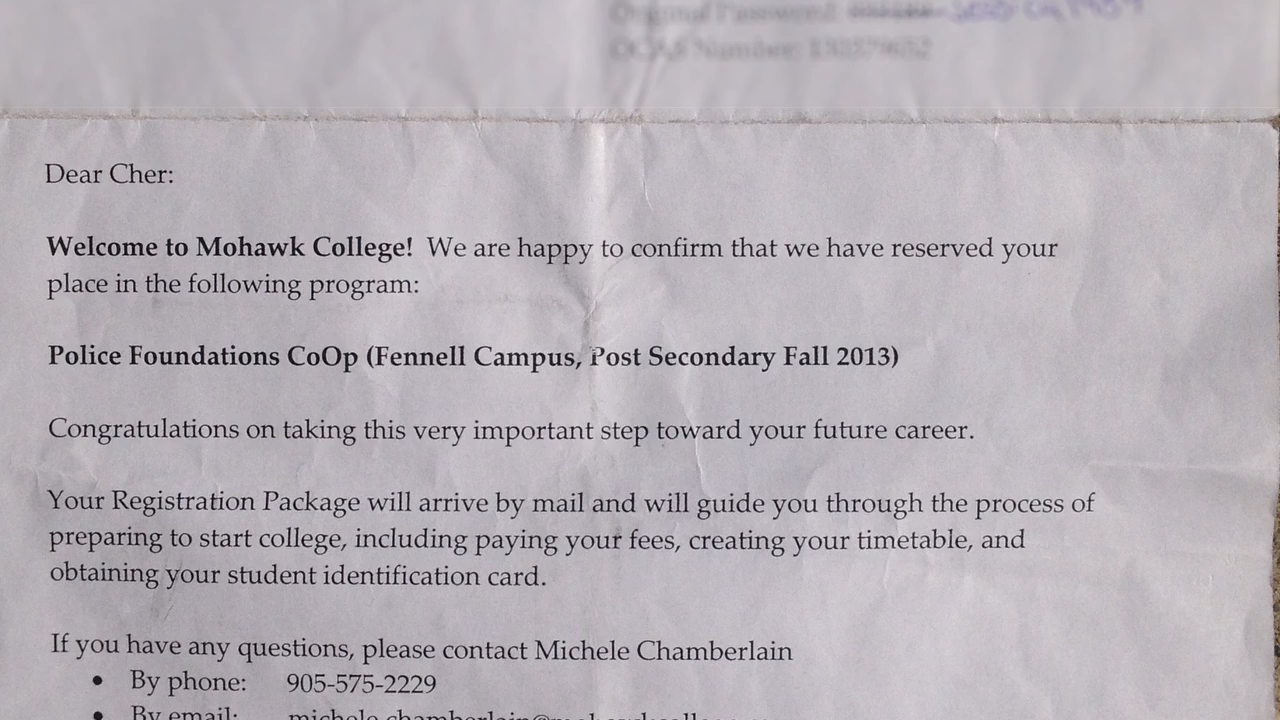 Dear Cher:
Welcome to Mohawk College! We are happy to confirm that we have reserved your
place in the following program:
Police Foundations CoOp (Fennell Campus, Post Secondary Fall 2013)
Congratulations on taking this very important step toward your future career.
Your Registration Package will arrive by mail and will guide you through the process of
preparing to start college, including paying your fees, creating your timetable, and
obtaining your student identification card.
If you have any questions, please contact Michele Chamberlain
• By phone: 905-575-2229
• By email: